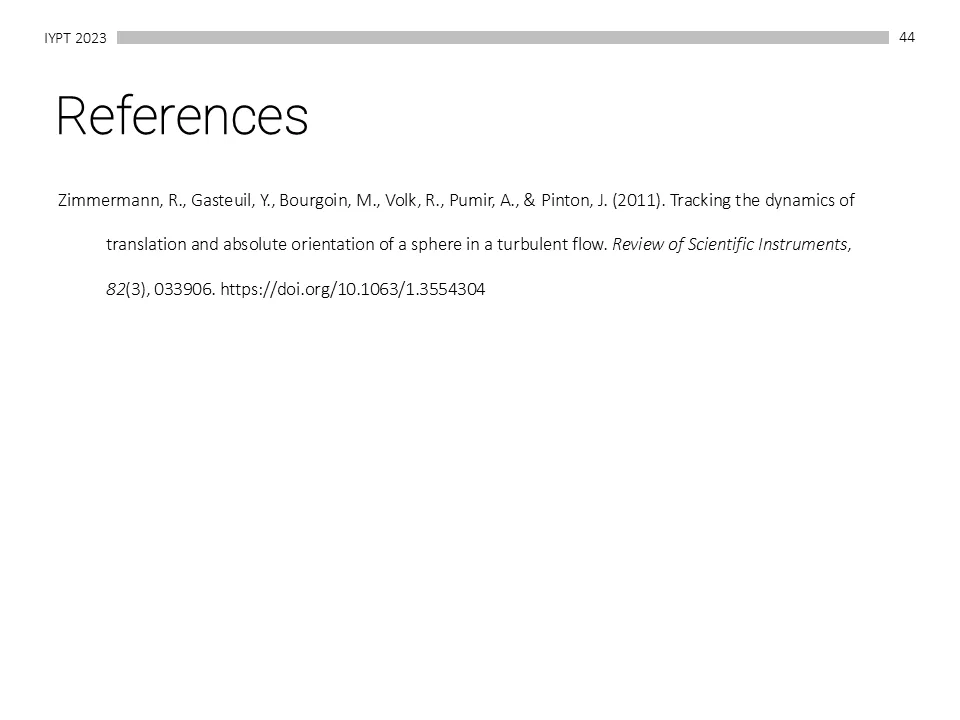 IYPT 2023
44
References
Zimmermann, R., Gasteuil, Y., Bourgoin, M., Volk, R., Pumir, A., & Pinton, J. (2011). Tracking the dynamics of
translation and absolute orientation of a sphere in a turbulent flow. Review of Scientific Instruments,
82(3), 033906. https://doi.org/10.1063/1.3554304